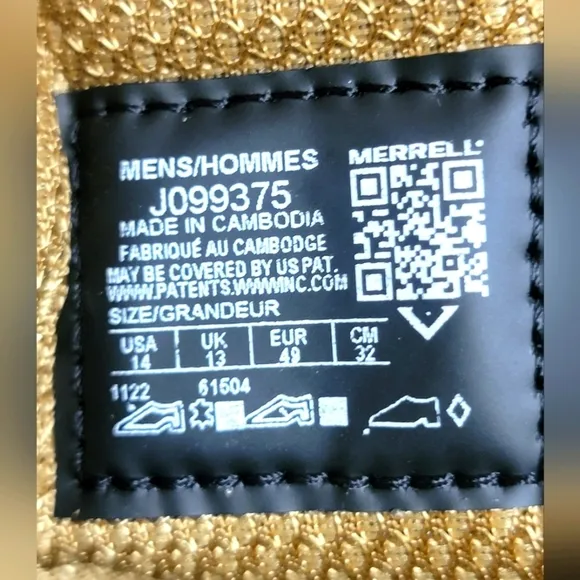 MENS/HOMMES
MERRELL
J099375
MADE IN CAMBODIA
FABRIQUÉ AU CAMBODGE
MAY BE COVERED BY US PAT.
WWW.PATENTS.WWWINC.COM
SIZE/GRANDEUR
USA UK EUR CM
14 13 49 32
1122 61504